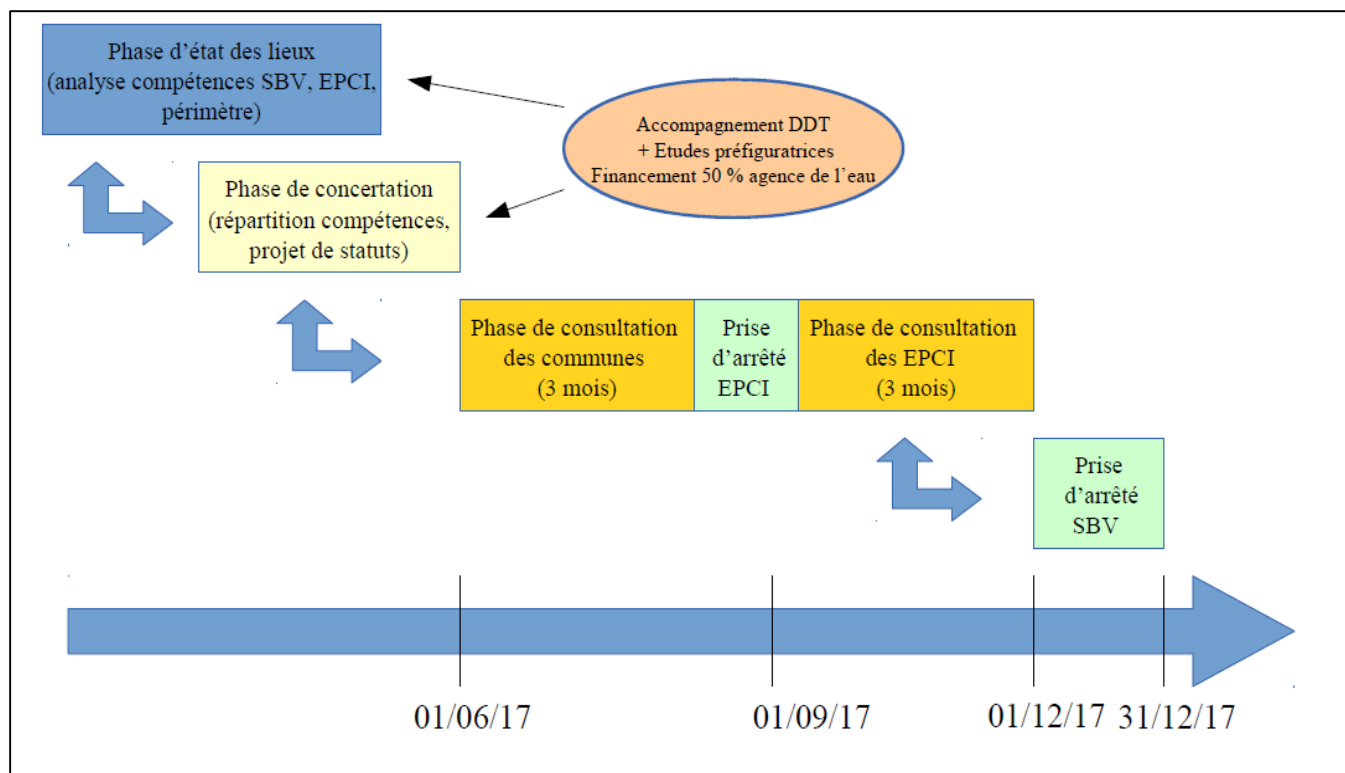 Phase d'état des lieux
(analyse compétences SBV, EPCI,
périmètre)
Accompagnement DDT
+ Etudes préfiguratrices
Financement 50 % agence de l'eau
Phase de concertation
(répartition compétences,
projet de statuts)
Phase de consultation
des communes
(3 mois)
Prise
d'arrêté
EPCI
Phase de consultation
des EPCI
(3 mois)
Prise
d'arrêté
SBV
01/06/17
01/09/17
01/12/17
31/12/17